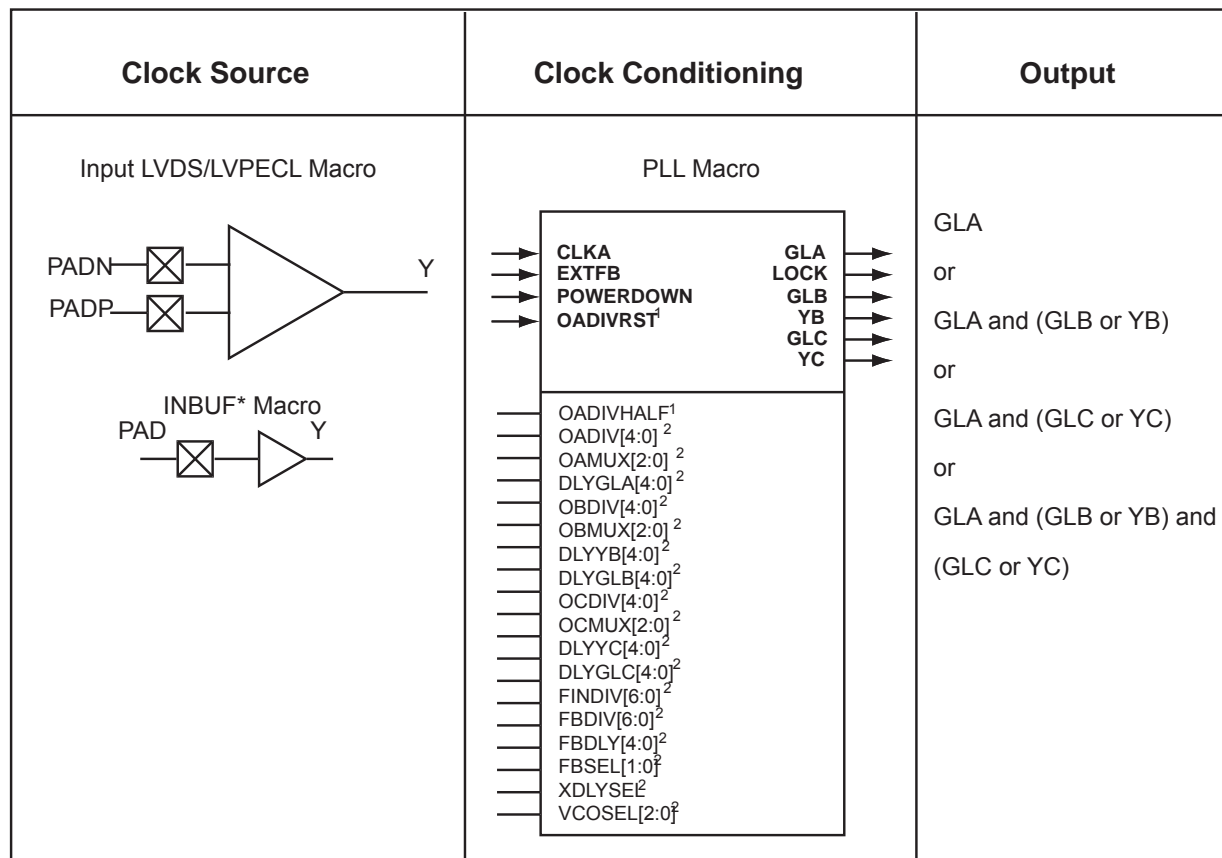 Clock Source
Clock Conditioning
Output
Input LVDS/LVPECL Macro
PADN
PADP
Y
INBUF* Macro
PAD
Y
PLL Macro
CLKA
EXTFB
POWERDOWN
OADIVRST1
GLA
LOCK
GLB
YB
GLC
YC
OADIVHALF1
OADIV[4:0] 2
OAMUX[2:0] 2
DLYGLA[4:0] 2
OBDIV[4:0] 2
OBMUX[2:0] 2
DLYYB[4:0] 2
DLYGLB[4:0] 2
OCDIV[4:0] 2
OCMUX[2:0] 2
DLYYC[4:0] 2
DLYGLC[4:0] 2
FINDIV[6:0] 2
FBDIV[6:0] 2
FBDLY[4:0] 2
FBSEL[1:0] 2
XDLYSEL 2
VCOSEL[2:0] 2
GLA
or
GLA and (GLB or YB)
or
GLA and (GLC or YC)
or
GLA and (GLB or YB) and
(GLC or YC)